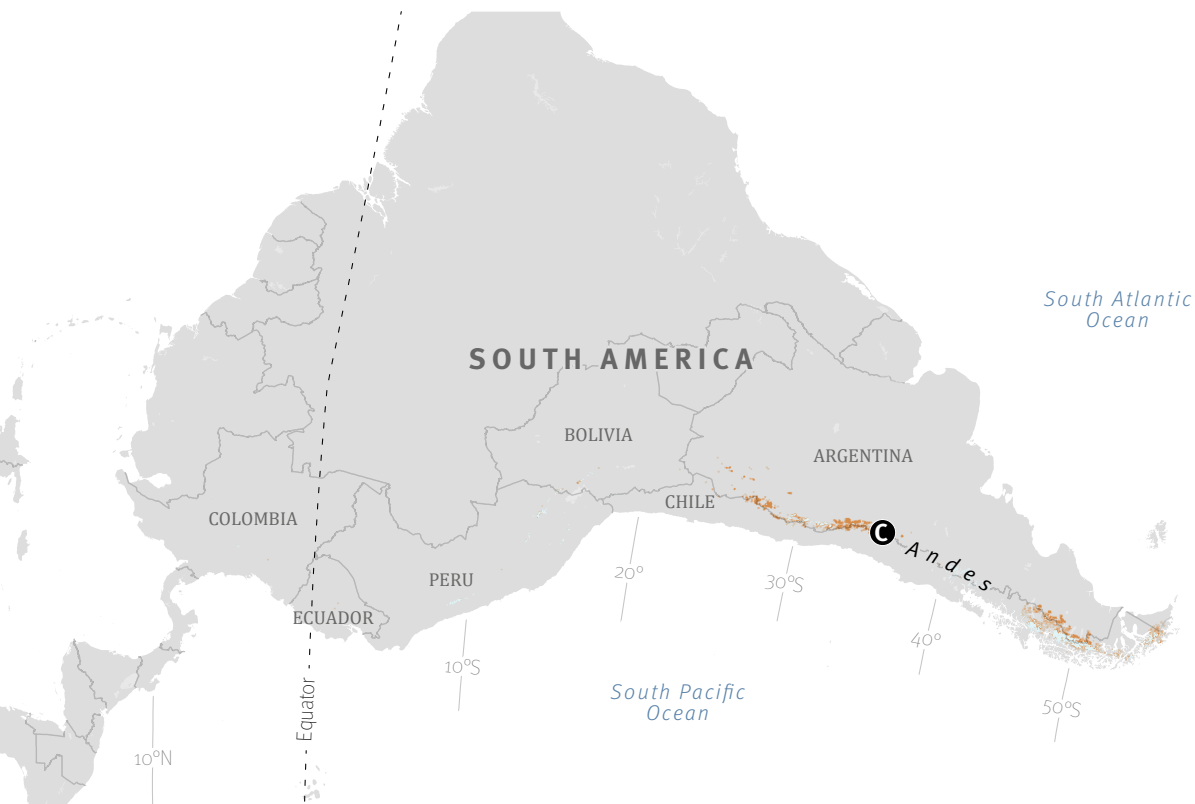 South Atlantic
Ocean
SOUTH AMERICA
BOLIVIA
ARGENTINA
CHILE
COLOMBIA
C
Andes
PERU
20°
30°S
ECUADOR
40°
10°S
South Pacific
Ocean
Equator
50°S
10°N